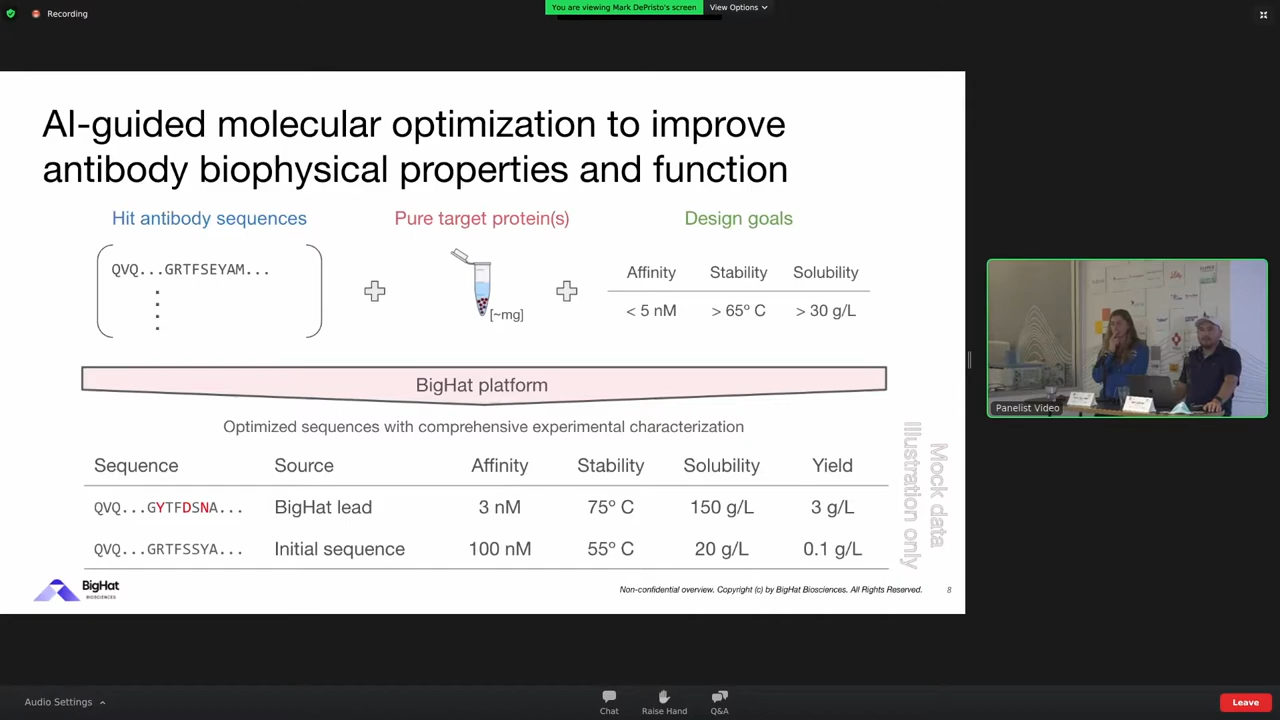 Recording
You are viewing Mark DePristo's screen
View Options
AI-guided molecular optimization to improve
antibody biophysical properties and function
Hit antibody sequences
Pure target protein(s)
Design goals
QVQ...GRTFSEYAM...
[~mg]
Affinity Stability Solubility
< 5 nM > 65º C > 30 g/L
BigHat platform
Optimized sequences with comprehensive experimental characterization
Sequence Source Affinity Stability Solubility Yield
QVQ...GYTFDSNA... BigHat lead 3 nM 75º C 150 g/L 3 g/L
QVQ...GRTFSSYA... Initial sequence 100 nM 55º C 20 g/L 0.1 g/L
Mock data
Illustration only
BigHat
BIOSCIENCES
Non-confidential overview. Copyright (c) by BigHat Biosciences. All Rights Reserved.
8
Panelist Video
Audio Settings
Chat
Raise Hand
Q&A
Leave